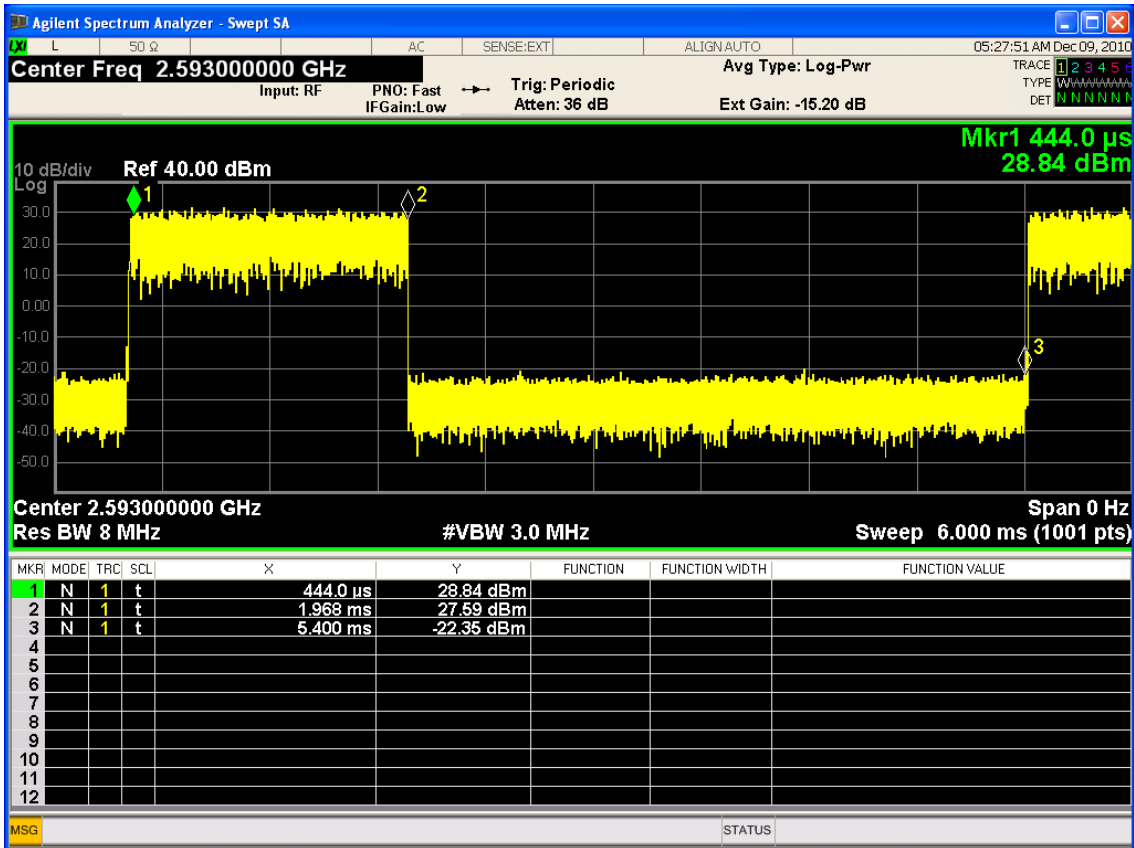 Agilent Spectrum Analyzer - Swept SA
LXI L 50 Ω AC SENSE:EXT ALIGN AUTO 05:27:51 AM Dec 09, 2010
Center Freq 2.593000000 GHz
Input: RF
PNO: Fast
IFGain:Low
Trig: Periodic
Atten: 36 dB
Avg Type: Log-Pwr
Ext Gain: -15.20 dB
TRACE 1 2 3 4 5 6
TYPE WWWWWW
DET N N N N N N
Mkr1 444.0 µs
28.84 dBm
10 dB/div Ref 40.00 dBm
Log
1
2
30.0
20.0
10.0
0.00
-10.0
3
-20.0
-30.0
-40.0
-50.0
Center 2.593000000 GHz Span 0 Hz
Res BW 8 MHz #VBW 3.0 MHz Sweep 6.000 ms (1001 pts)
MKR MODE TRC SCL X Y FUNCTION FUNCTION WIDTH FUNCTION VALUE
1 N 1 t 444.0 µs 28.84 dBm
2 N 1 t 1.968 ms 27.59 dBm
3 N 1 t 5.400 ms -22.35 dBm
4
5
6
7
8
9
10
11
12
MSG STATUS